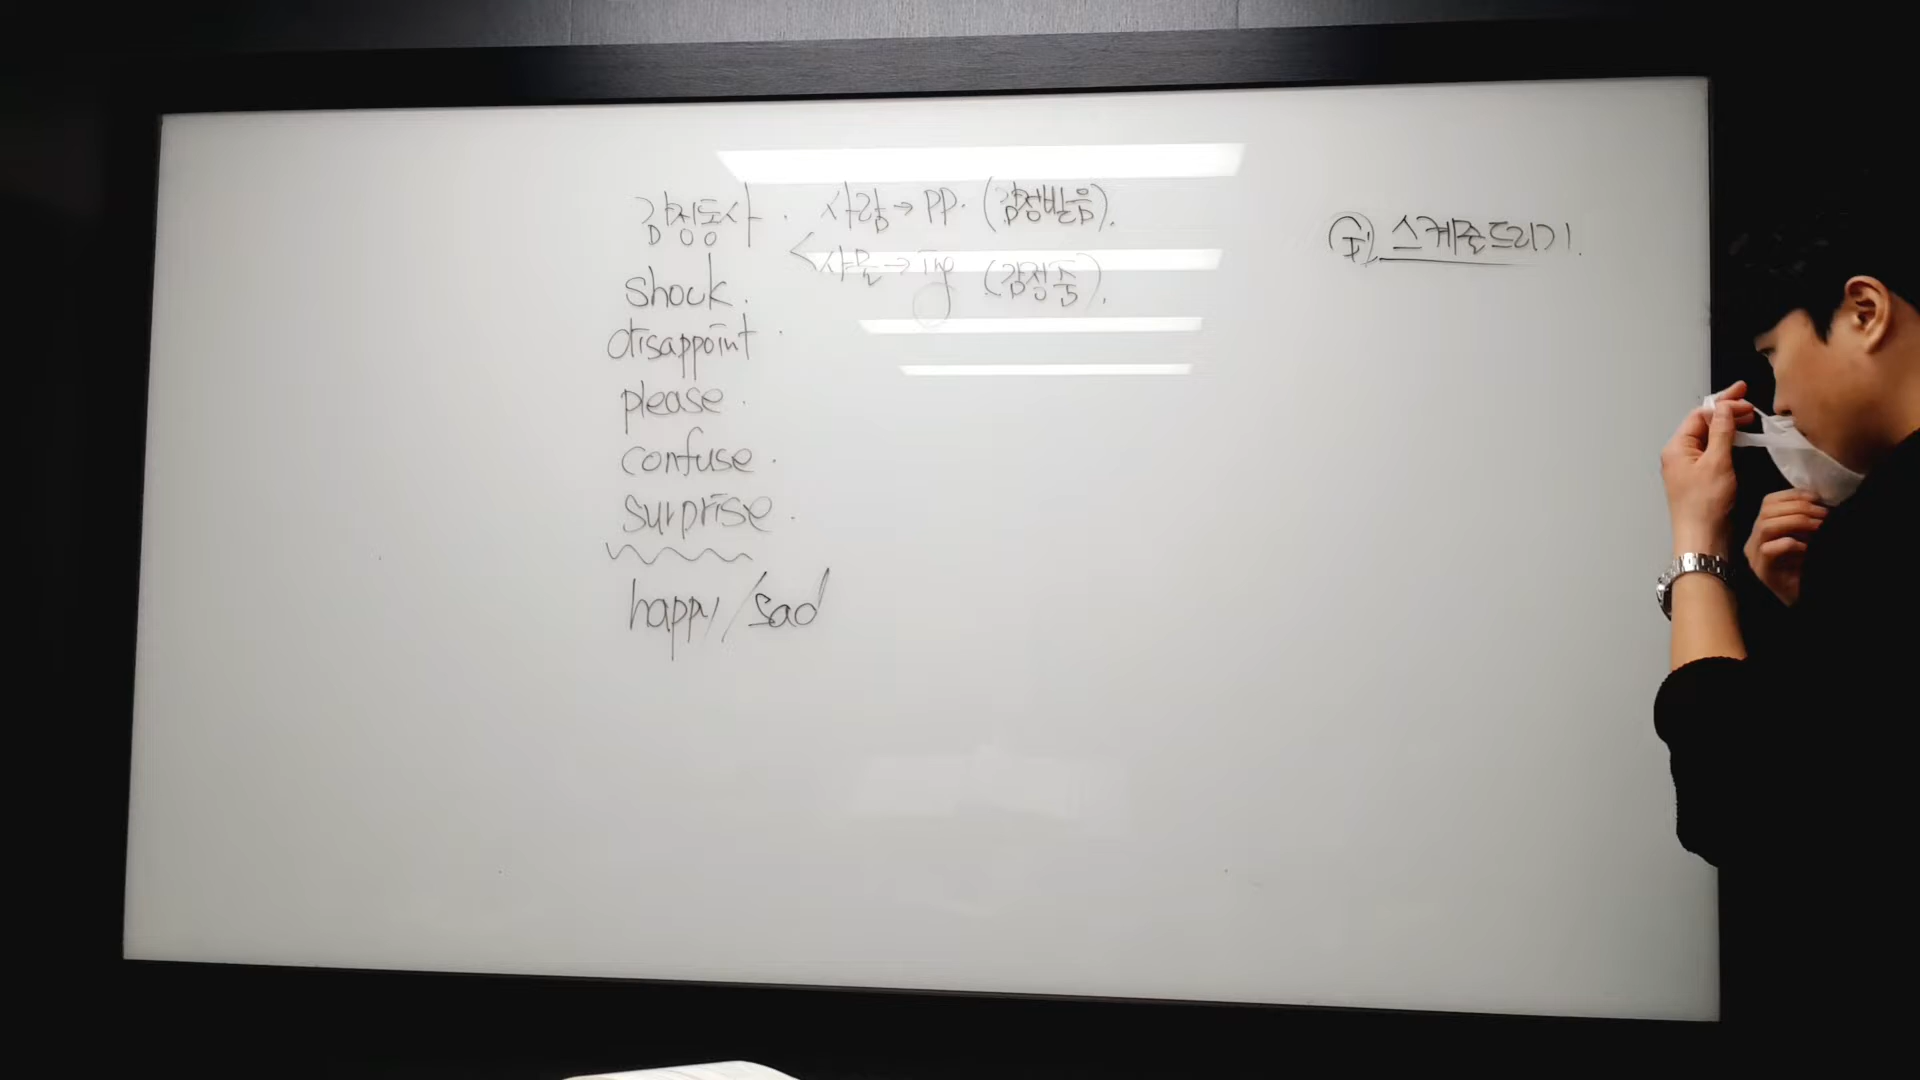 감정동사. 사람→pp. (감정받음).
<사물→ing (감정줌).
shock.
disappoint.
please.
confuse.
surprise.
happy/sad
스케줄드리기.